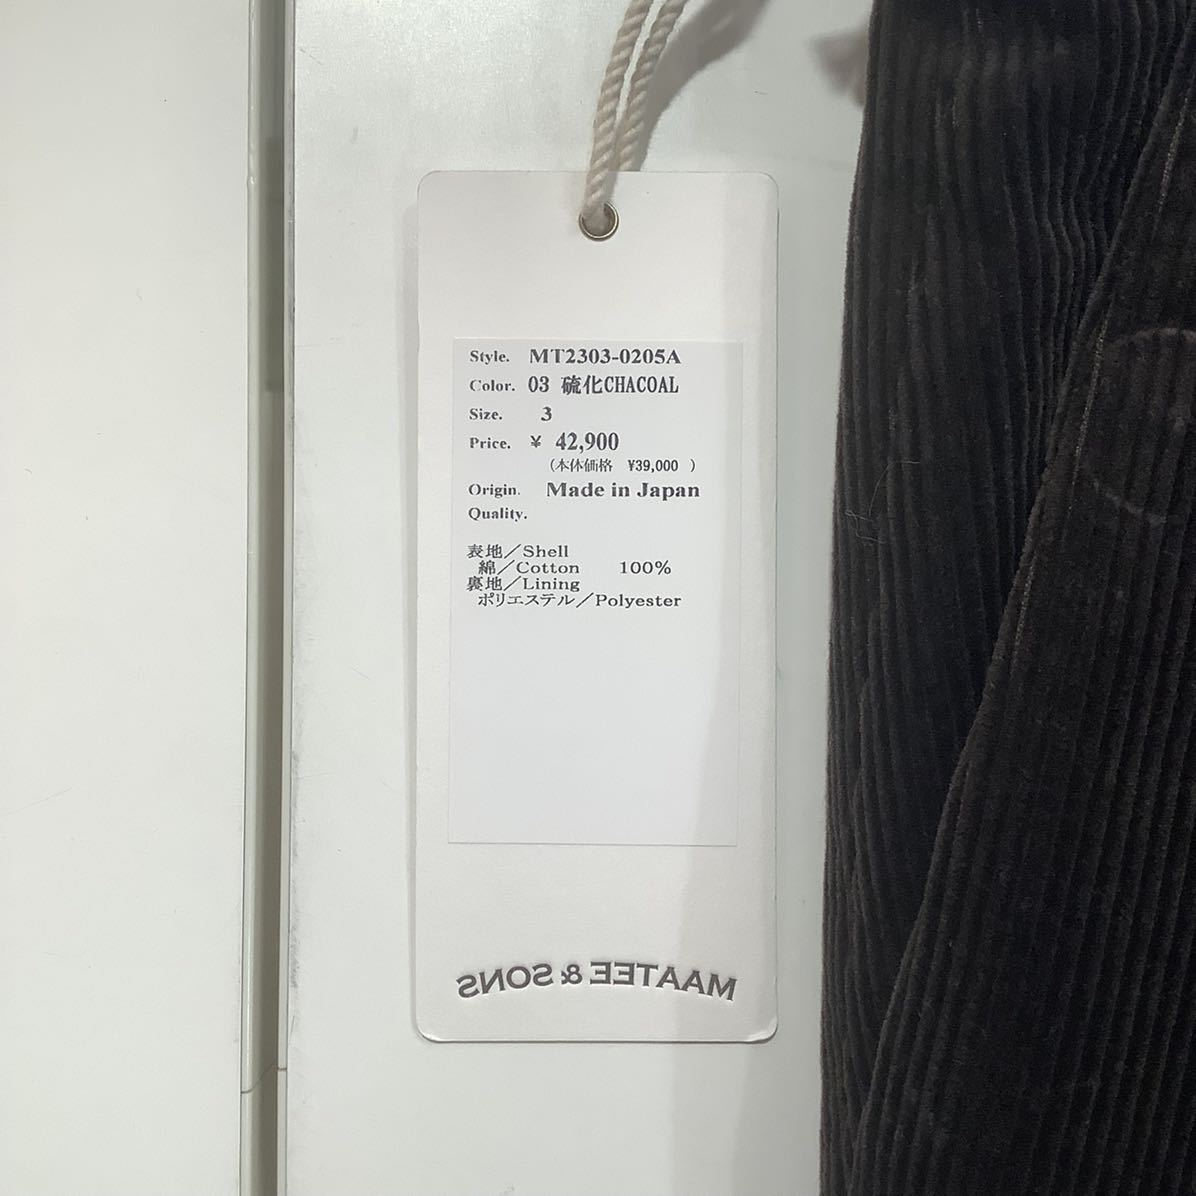 Style. MT2303-0205A
Color. 03 硫化CHACOAL
Size. 3
Price. ¥ 42,900
(本体価格 ¥39,000 )
Origin. Made in Japan
Quality.
表地／Shell
綿／Cotton 100%
裏地／Lining
ポリエステル／Polyester
MAATEE & SONS